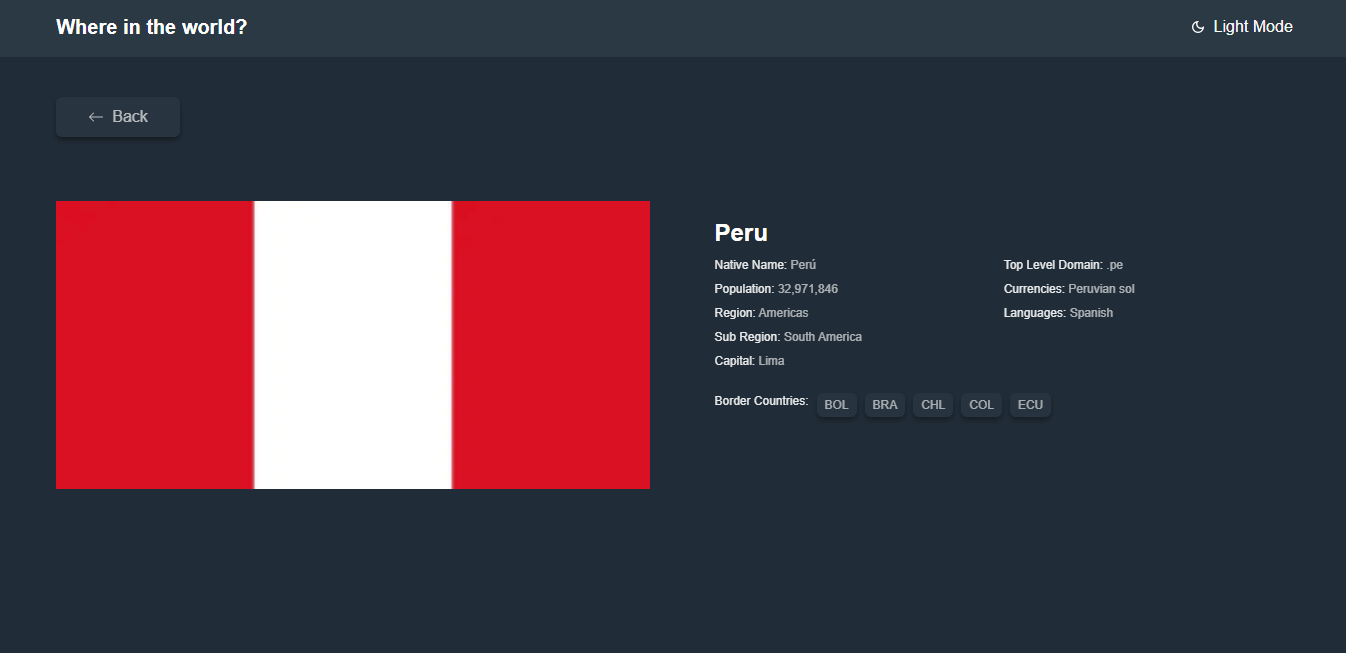 Where in the world?
Light Mode
Back
Peru
Native Name: Perú
Population: 32,971,846
Region: Americas
Sub Region: South America
Capital: Lima
Top Level Domain: .pe
Currencies: Peruvian sol
Languages: Spanish
Border Countries: BOL BRA CHL COL ECU